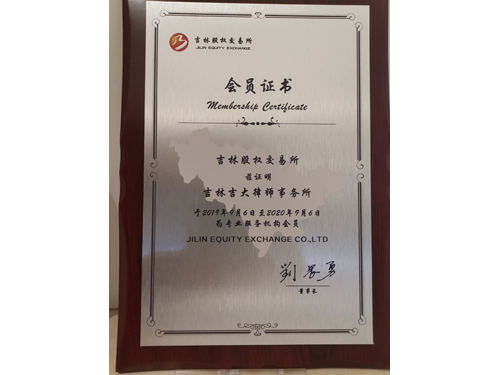 吉林股权交易所
JILIN EQUITY EXCHANGE
会员证书
Membership Certificate
吉林股权交易所
兹证明
吉林吉大律师事务所
于2019年9月6日至2020年9月6日
为专业服务机构会员
JILIN EQUITY EXCHANGE CO.,LTD
董事长